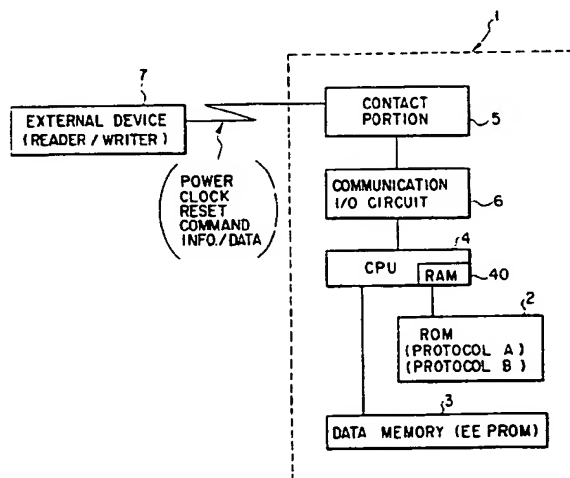 1
7
EXTERNAL DEVICE
(READER / WRITER)
CONTACT
PORTION
5
POWER
CLOCK
RESET
COMMAND
INFO./DATA
COMMUNICATION
I/O CIRCUIT
6
4
CPU
RAM
40
2
ROM
(PROTOCOL A)
(PROTOCOL B)
3
DATA MEMORY (EE PROM)